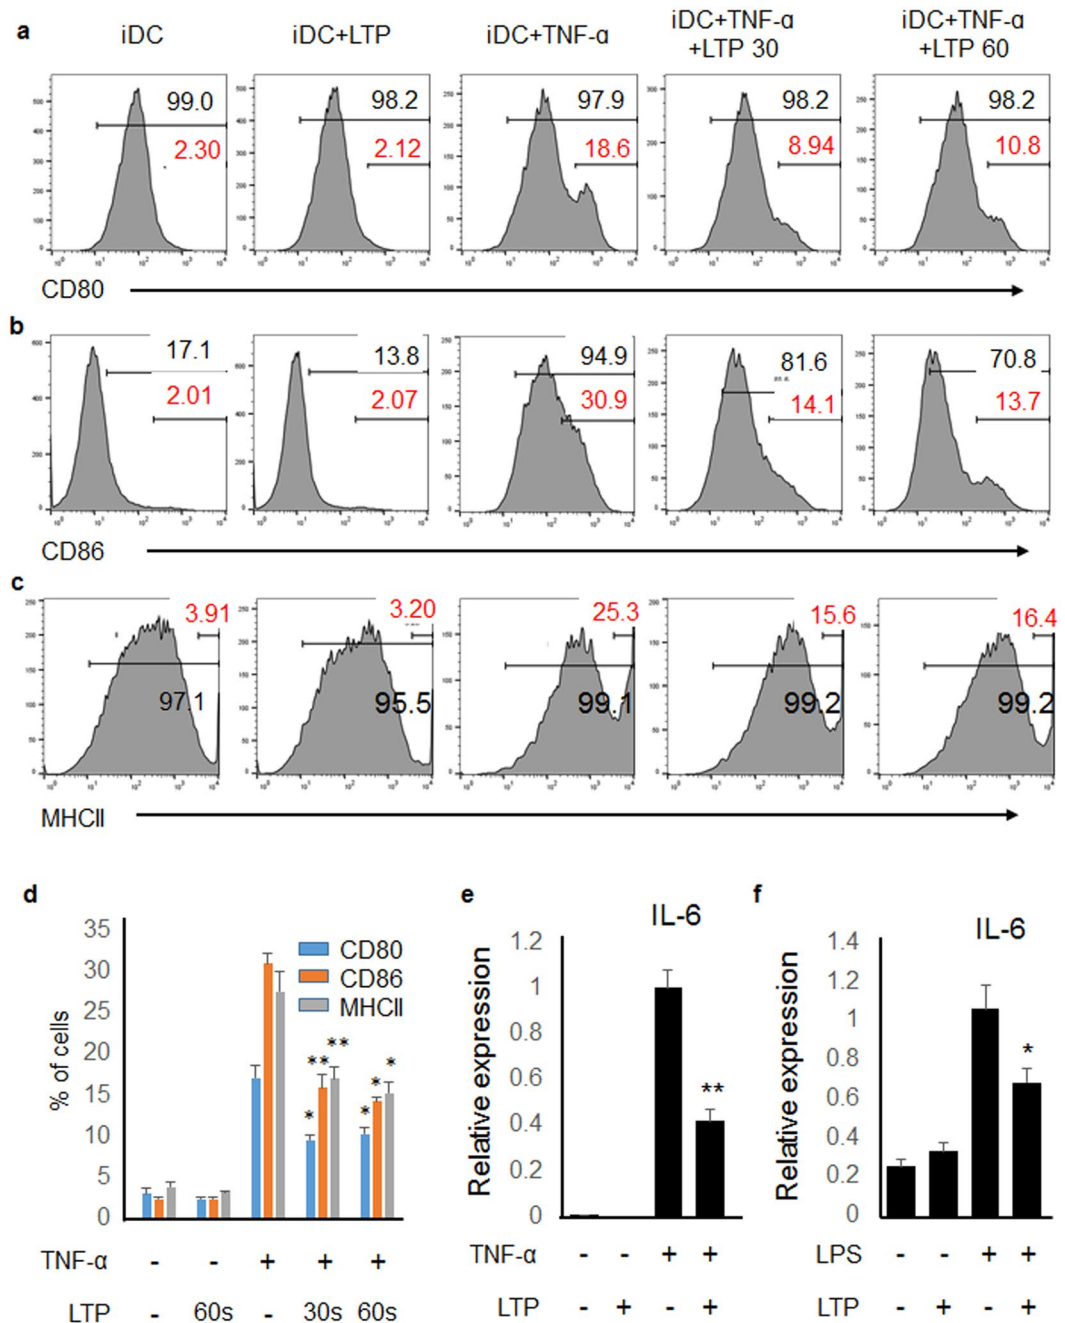 a
iDC
iDC+LTP
iDC+TNF-α
iDC+TNF-α
+LTP 30
iDC+TNF-α
+LTP 60
99.0
98.2
97.9
98.2
98.2
2.30
2.12
18.6
8.94
10.8
CD80
b
17.1
13.8
94.9
81.6
70.8
2.01
2.07
30.9
14.1
13.7
CD86
c
3.91
3.20
25.3
15.6
16.4
97.1
95.5
99.1
99.2
99.2
MHCII
d
35
30
25
20
15
10
5
0
% of cells
CD80
CD86
MHCII
* ** **
* * *
TNF-α - - + + +
LTP - 60s - 30s 60s
e
IL-6
Relative expression
1.2
1
0.8
0.6
0.4
0.2
0
**
TNF-α - - + +
LTP - + - +
f
IL-6
Relative expression
1.4
1.2
1
0.8
0.6
0.4
0.2
0
*
LPS - - + +
LTP - + - +